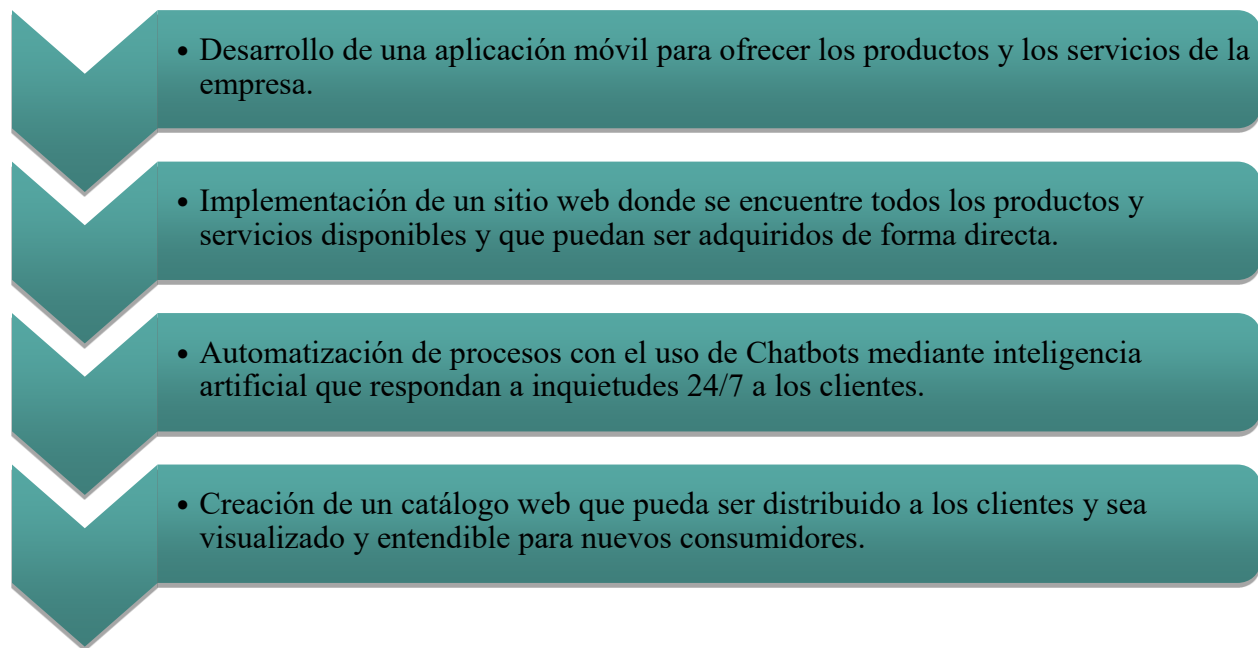 • Desarrollo de una aplicación móvil para ofrecer los productos y los servicios de la
empresa.
• Implementación de un sitio web donde se encuentre todos los productos y
servicios disponibles y que puedan ser adquiridos de forma directa.
• Automatización de procesos con el uso de Chatbots mediante inteligencia
artificial que respondan a inquietudes 24/7 a los clientes.
• Creación de un catálogo web que pueda ser distribuido a los clientes y sea
visualizado y entendible para nuevos consumidores.